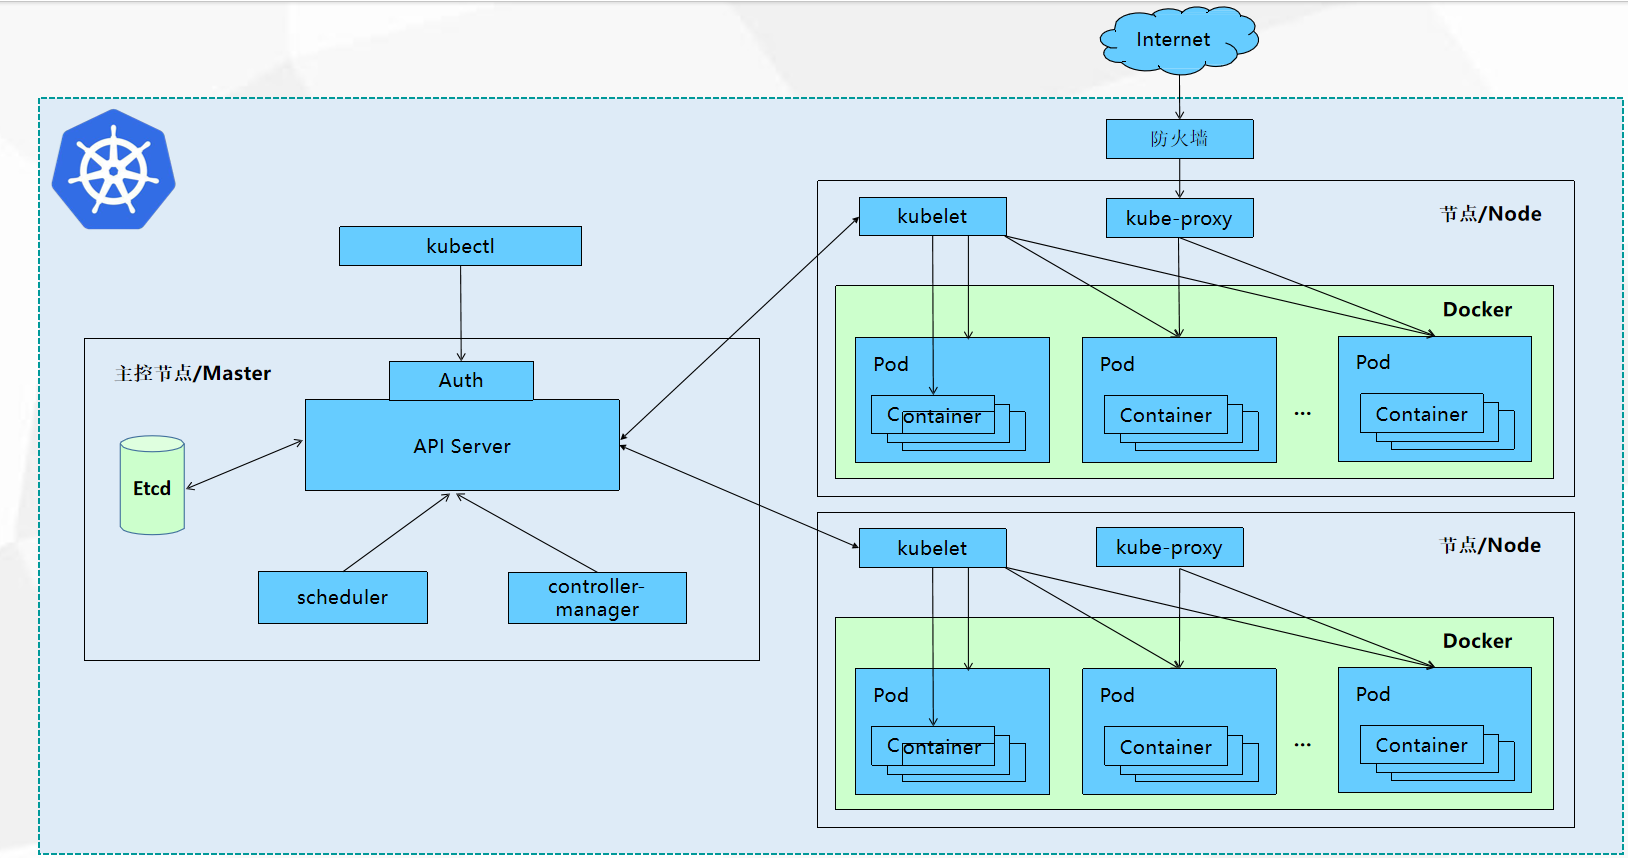 Internet
防火墙
kubectl
主控节点/Master
Auth
API Server
Etcd
scheduler
controller-
manager
节点/Node
kubelet
kube-proxy
Docker
Pod
Container
Pod
Container
...
Pod
Container
节点/Node
kubelet
kube-proxy
Docker
Pod
Container
Pod
Container
...
Pod
Container